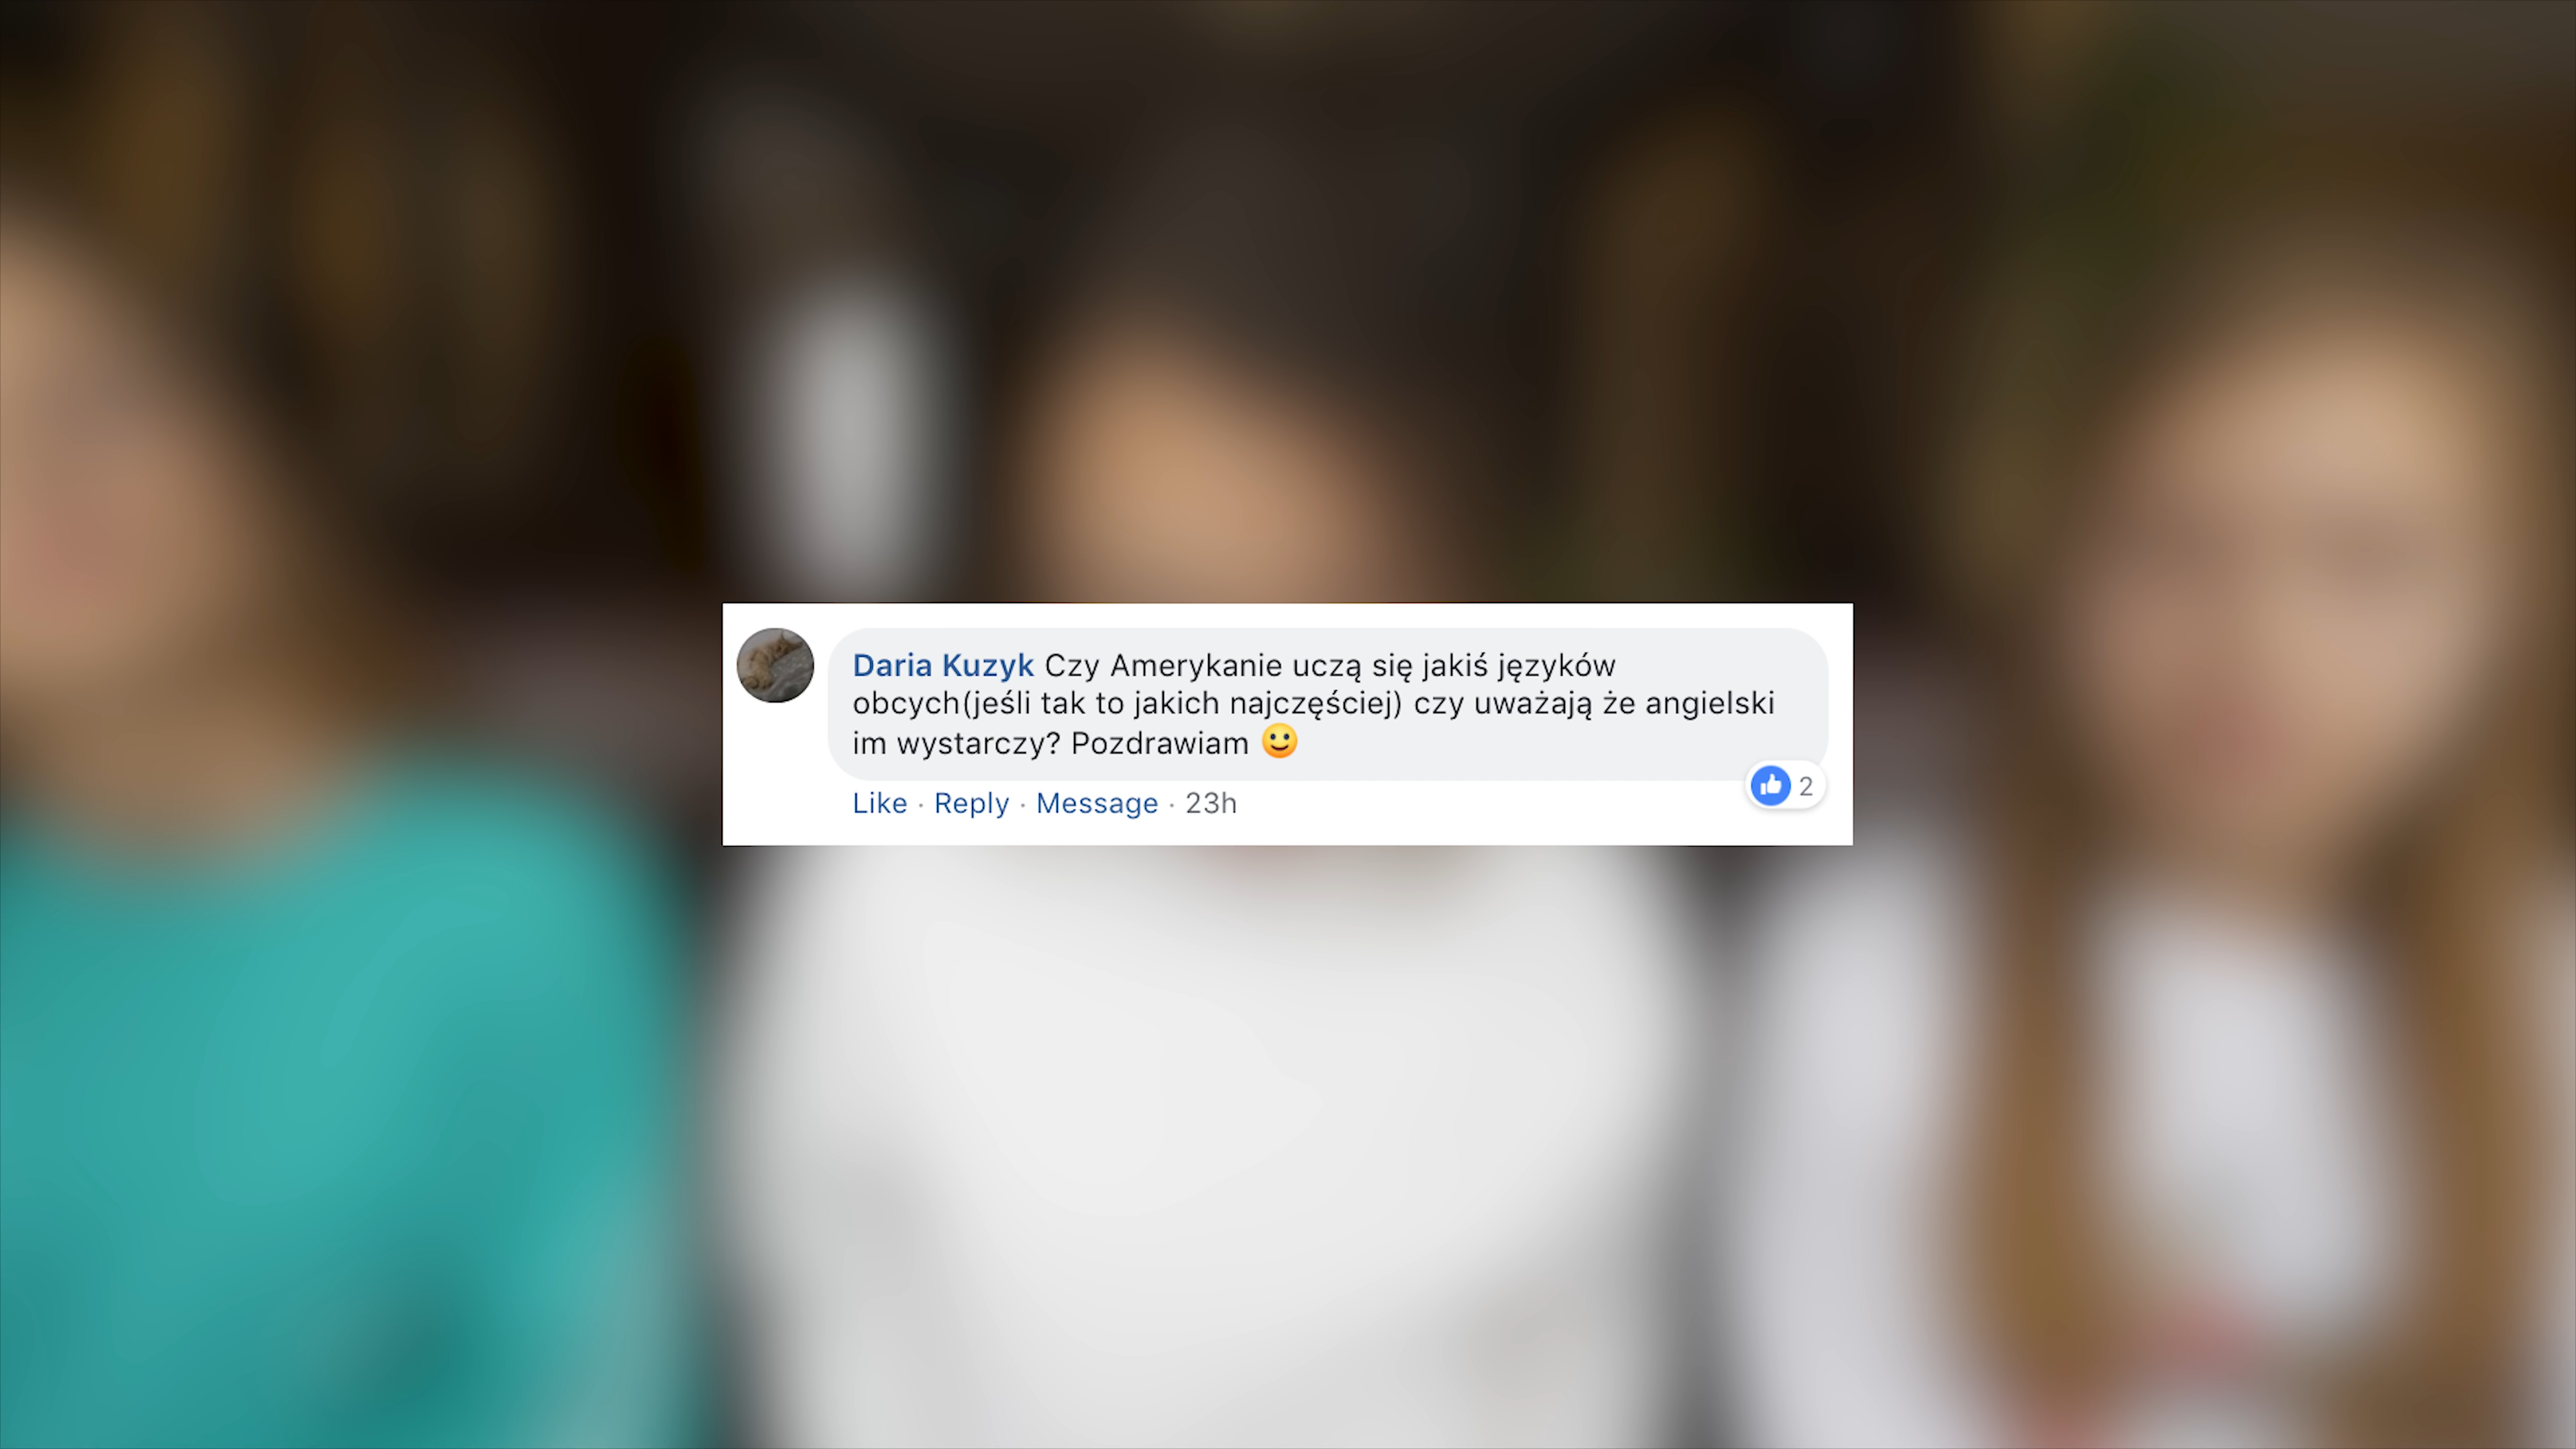 Daria Kuzyk Czy Amerykanie uczą się jakiś języków
obcych(jeśli tak to jakich najczęściej) czy uważają że angielski
im wystarczy? Pozdrawiam 🙂
2
Like · Reply · Message · 23h